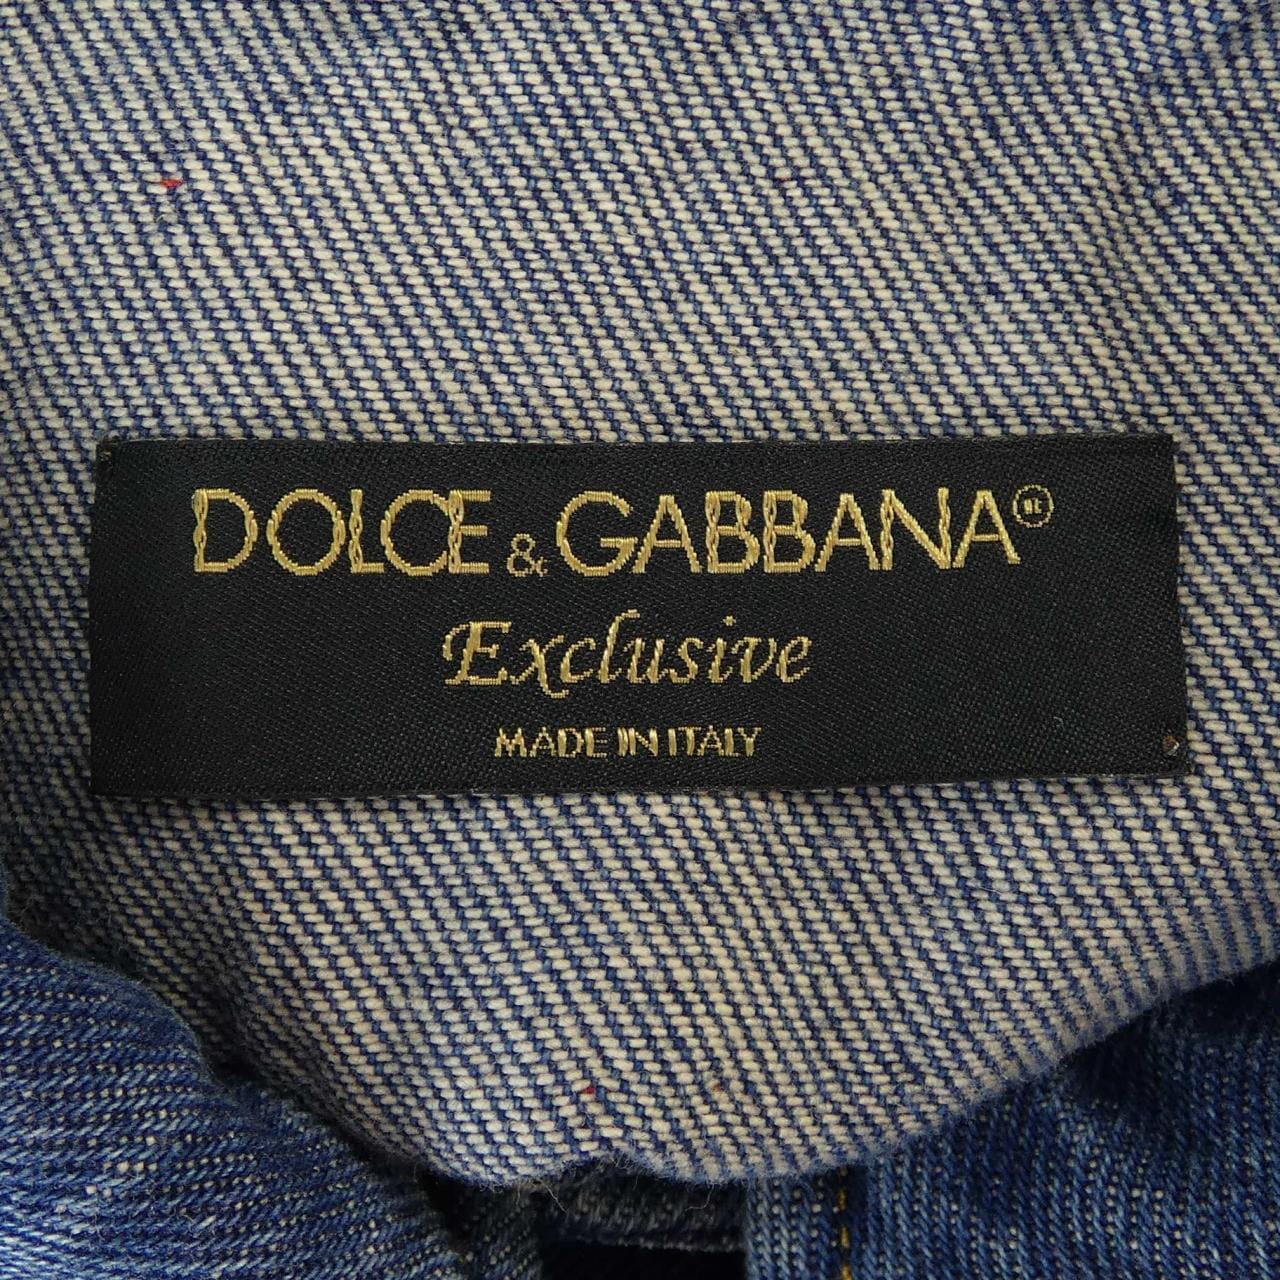 DOLCE & GABBANA®
Exclusive
MADE IN ITALY